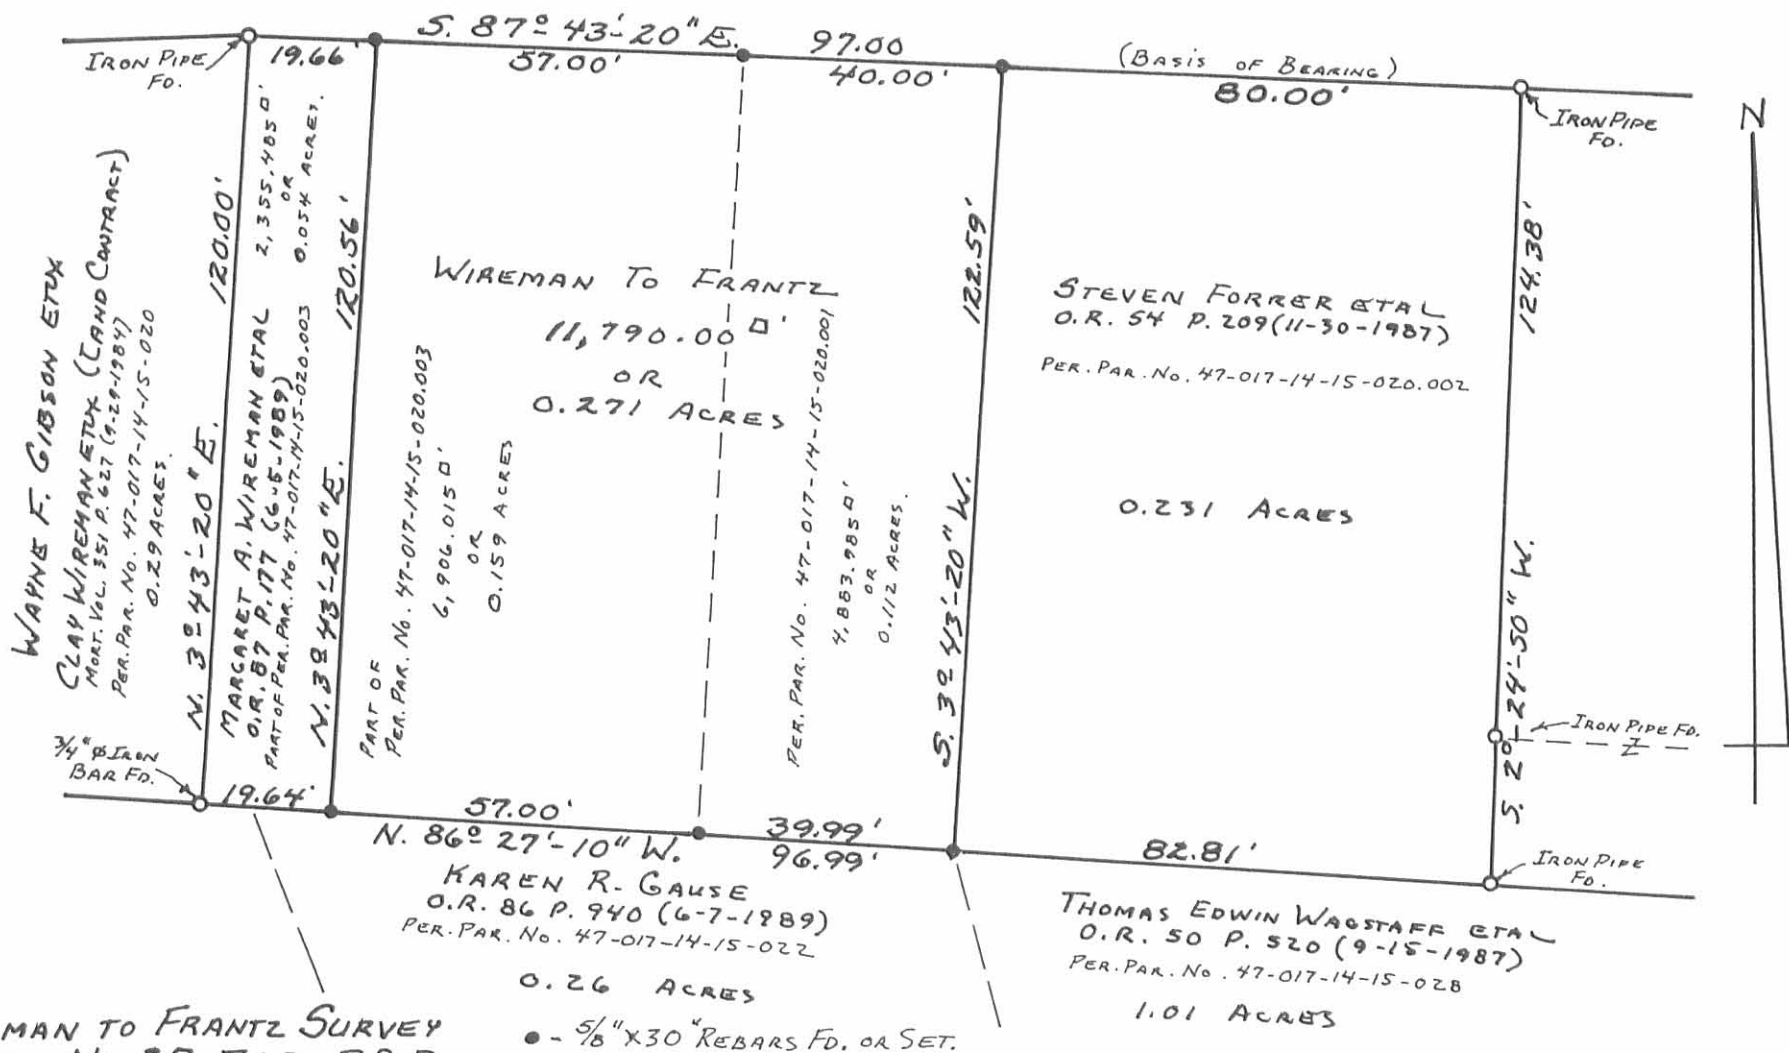 S. 87º 43'-20" E.
97.00
(BASIS OF BEARING)
IRON PIPE
FD.
19.66'
57.00'
40.00'
80.00'
IRON PIPE
FD.
N
WAYNE F. GIBSON ETUX
CLAY WIREMAN ETUX (LAND CONTRACT)
MORT. VOL. 351 P. 627 (9-29-1984)
PER. PAR. No. 47-017-14-15-020
0.29 ACRES.
N. 3º 43'-20" E. 120.00'
MARGARET A. WIREMAN ETAL 2,355.485 □'
OR
O.R. 87 P. 177 (6-5-1989) 0.054 ACRES.
PART OF PER. PAR. No. 47-017-14-15-020.003
N. 3º 43'-20" E. 120.56'
WIREMAN TO FRANTZ
11,790.00 □'
OR
0.271 ACRES
PART OF
PER. PAR. No. 47-017-14-15-020.003
6,906.015 □'
OR
0.159 ACRES
PER. PAR. No. 47-017-14-15-020.001
4,883.985 □'
OR
0.112 ACRES.
S. 3º 43'-20" W. 122.59'
STEVEN FORRER ETAL
O.R. 54 P. 209 (11-30-1987)
PER. PAR. No. 47-017-14-15-020.002
0.231 ACRES
S. 2º-24'-50" W. 124.38'
IRON PIPE FD.
Z
3/4" ø IRON
BAR FD.
19.64'
57.00'
39.99'
82.81'
IRON PIPE
FD.
N. 86º 27'-10" W.
96.99'
KAREN R. GAUSE
O.R. 86 P. 940 (6-7-1989)
PER. PAR. No. 47-017-14-15-022
0.26 ACRES
THOMAS EDWIN WAGSTAFF ETAL
O.R. 50 P. 520 (9-15-1987)
PER. PAR. No. 47-017-14-15-028
1.01 ACRES
MAN TO FRANTZ SURVEY
● - 5/8" X 30" REBARS FD. OR SET.